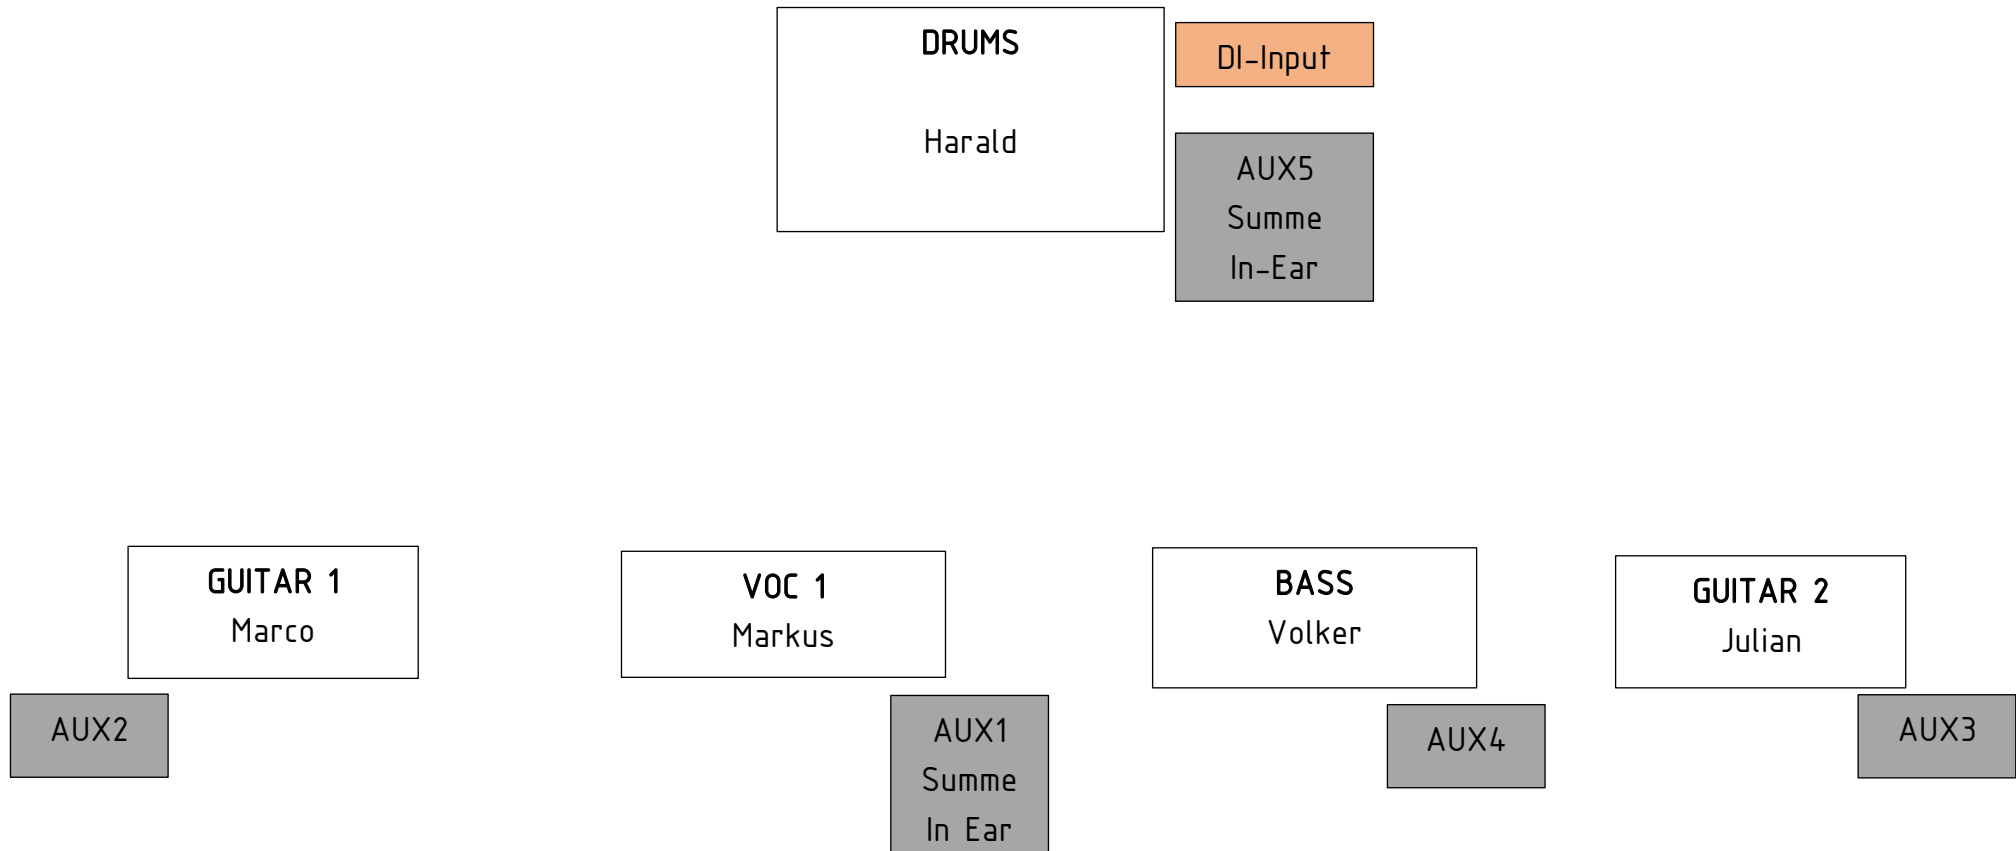 DRUMS
Harald
DI-Input
AUX5
Summe
In-Ear
GUITAR 1
Marco
AUX2
VOC 1
Markus
AUX1
Summe
In Ear
BASS
Volker
AUX4
GUITAR 2
Julian
AUX3